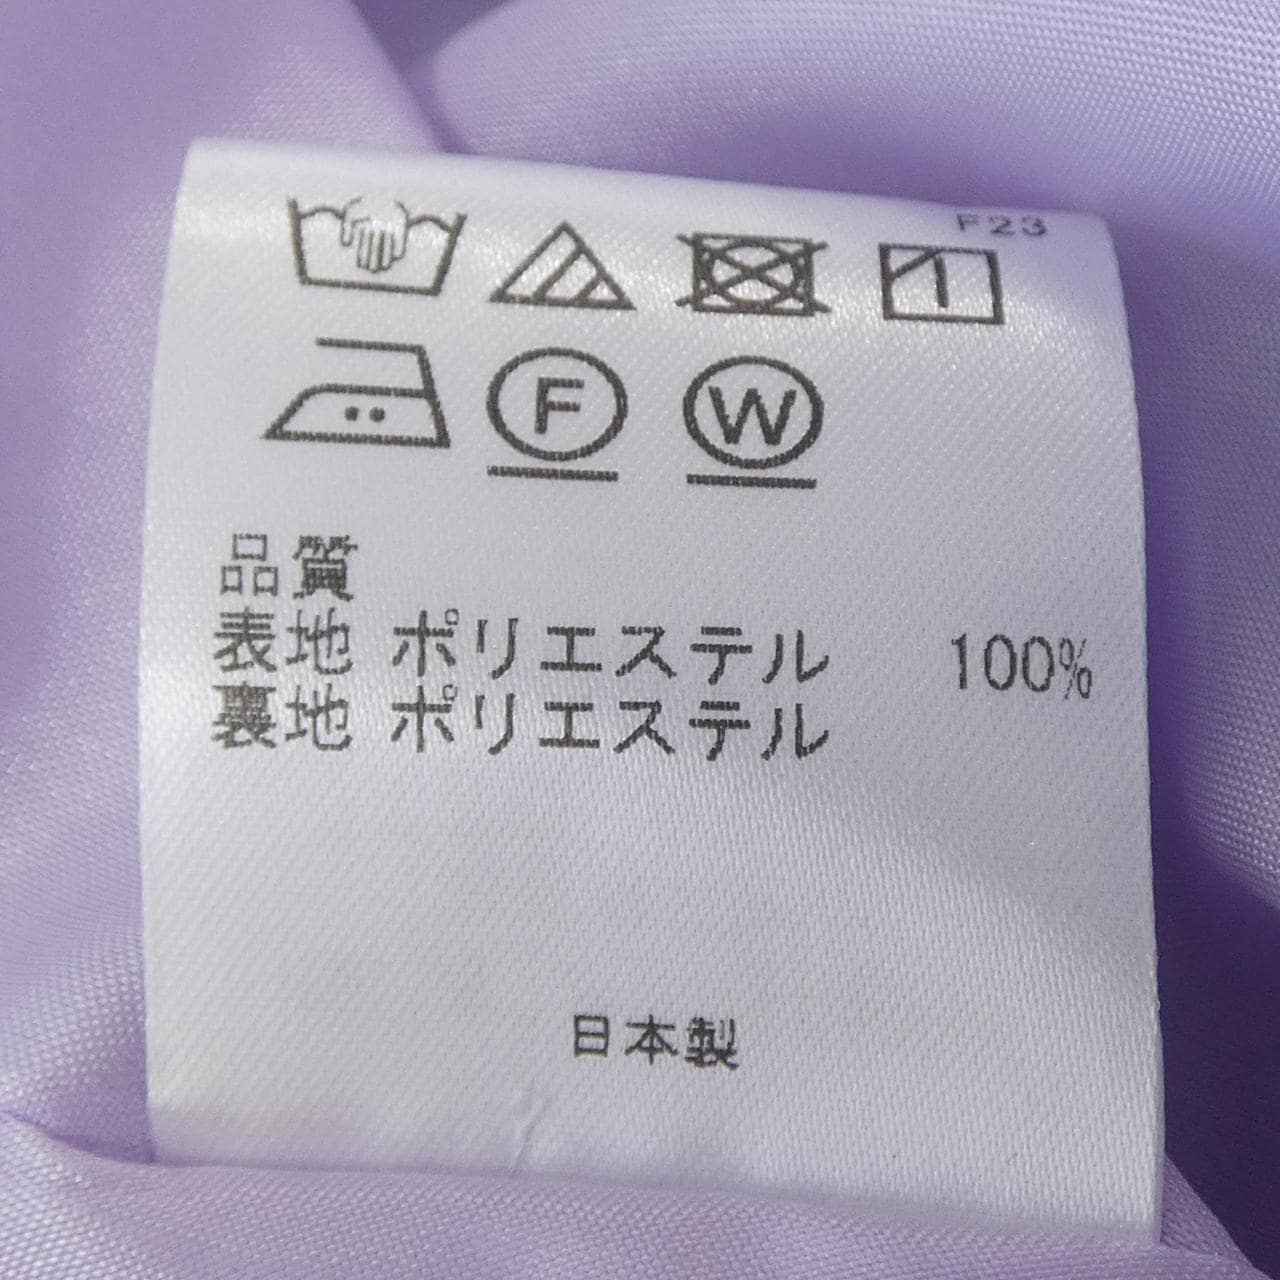 F23
F W
品質
表地 ポリエステル 100%
裏地 ポリエステル
日本製